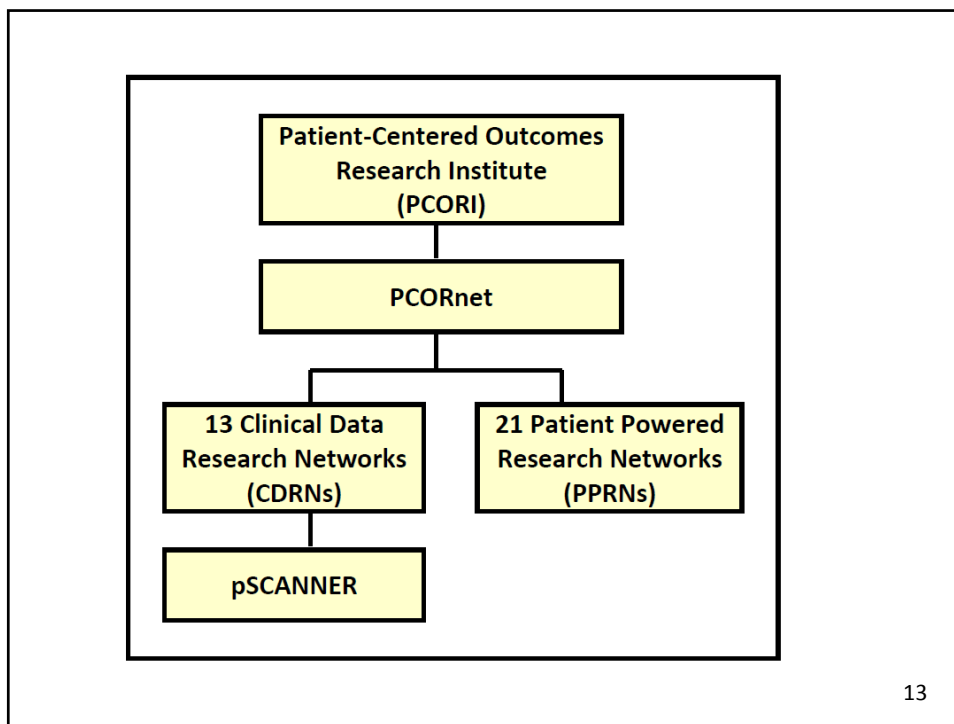 Patient-Centered Outcomes
Research Institute
(PCORI)
PCORnet
13 Clinical Data
Research Networks
(CDRNs)
21 Patient Powered
Research Networks
(PPRNs)
pSCANNER
13